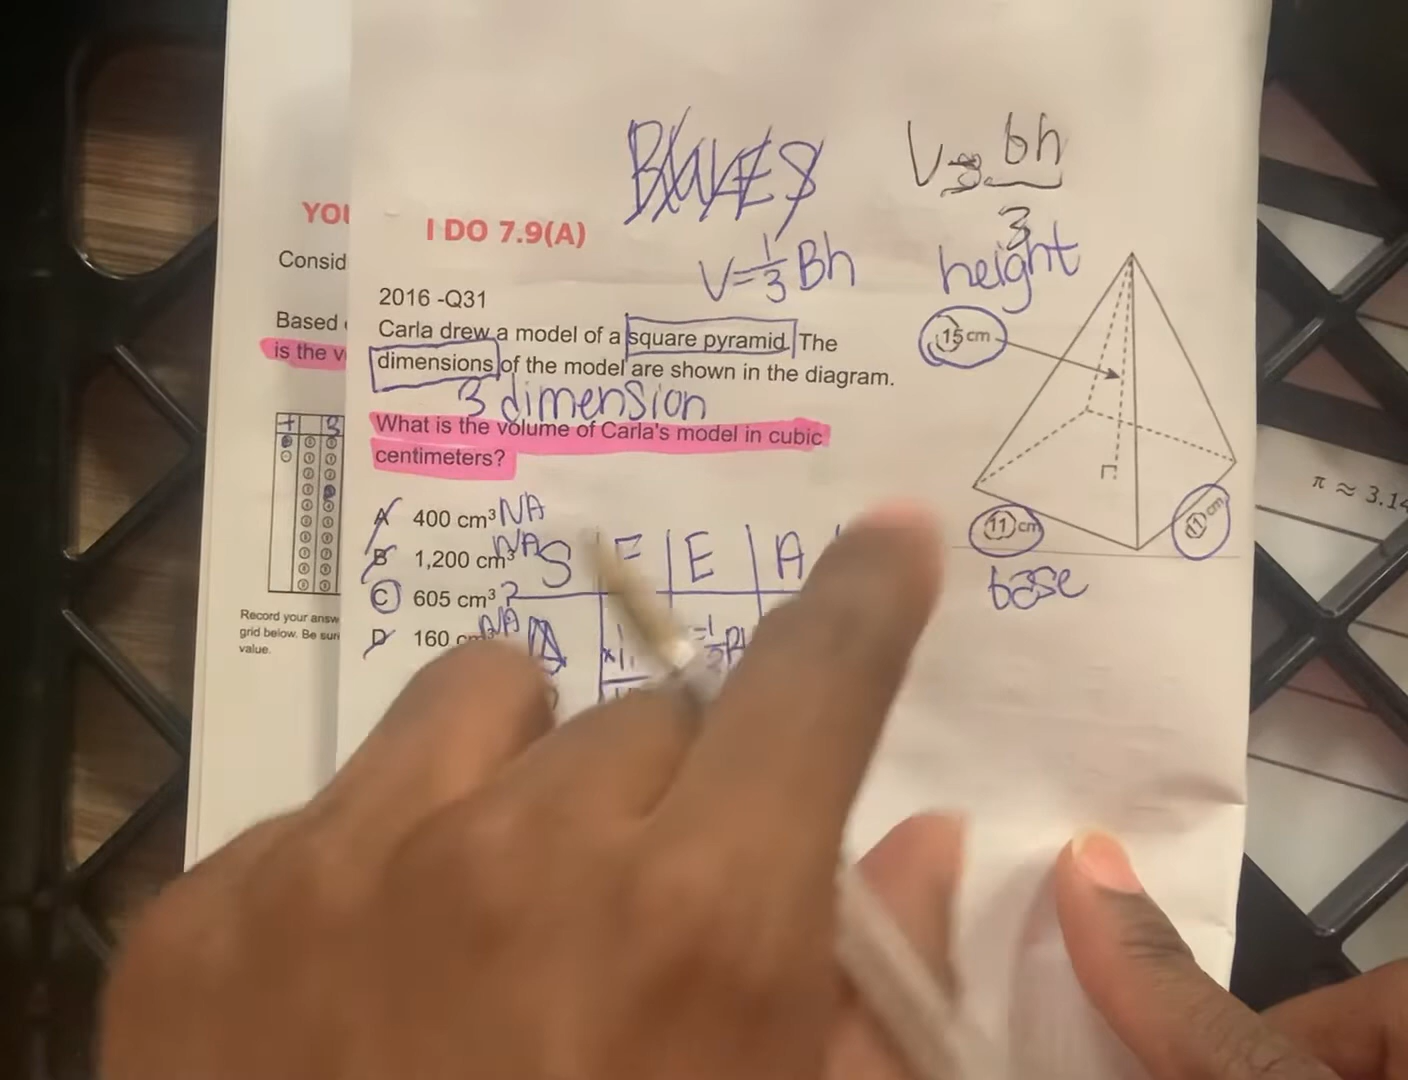 BlaKES
V = bh
3
V=1/3 Bh
height
YOU
I DO 7.9(A)
Consid
2016 -Q31
Based
Carla drew a model of a square pyramid. The
15 cm
is the v
dimensions of the model are shown in the diagram.
3 dimension
+ 3
What is the volume of Carla's model in cubic
centimeters?
π ≈ 3.14
A 400 cm³ NA
11 cm
11 cm
B 1,200 cm³ NA
S E A
C 605 cm³ ?
base
D 160 cm NA
Record your answ
grid below. Be sur
value.